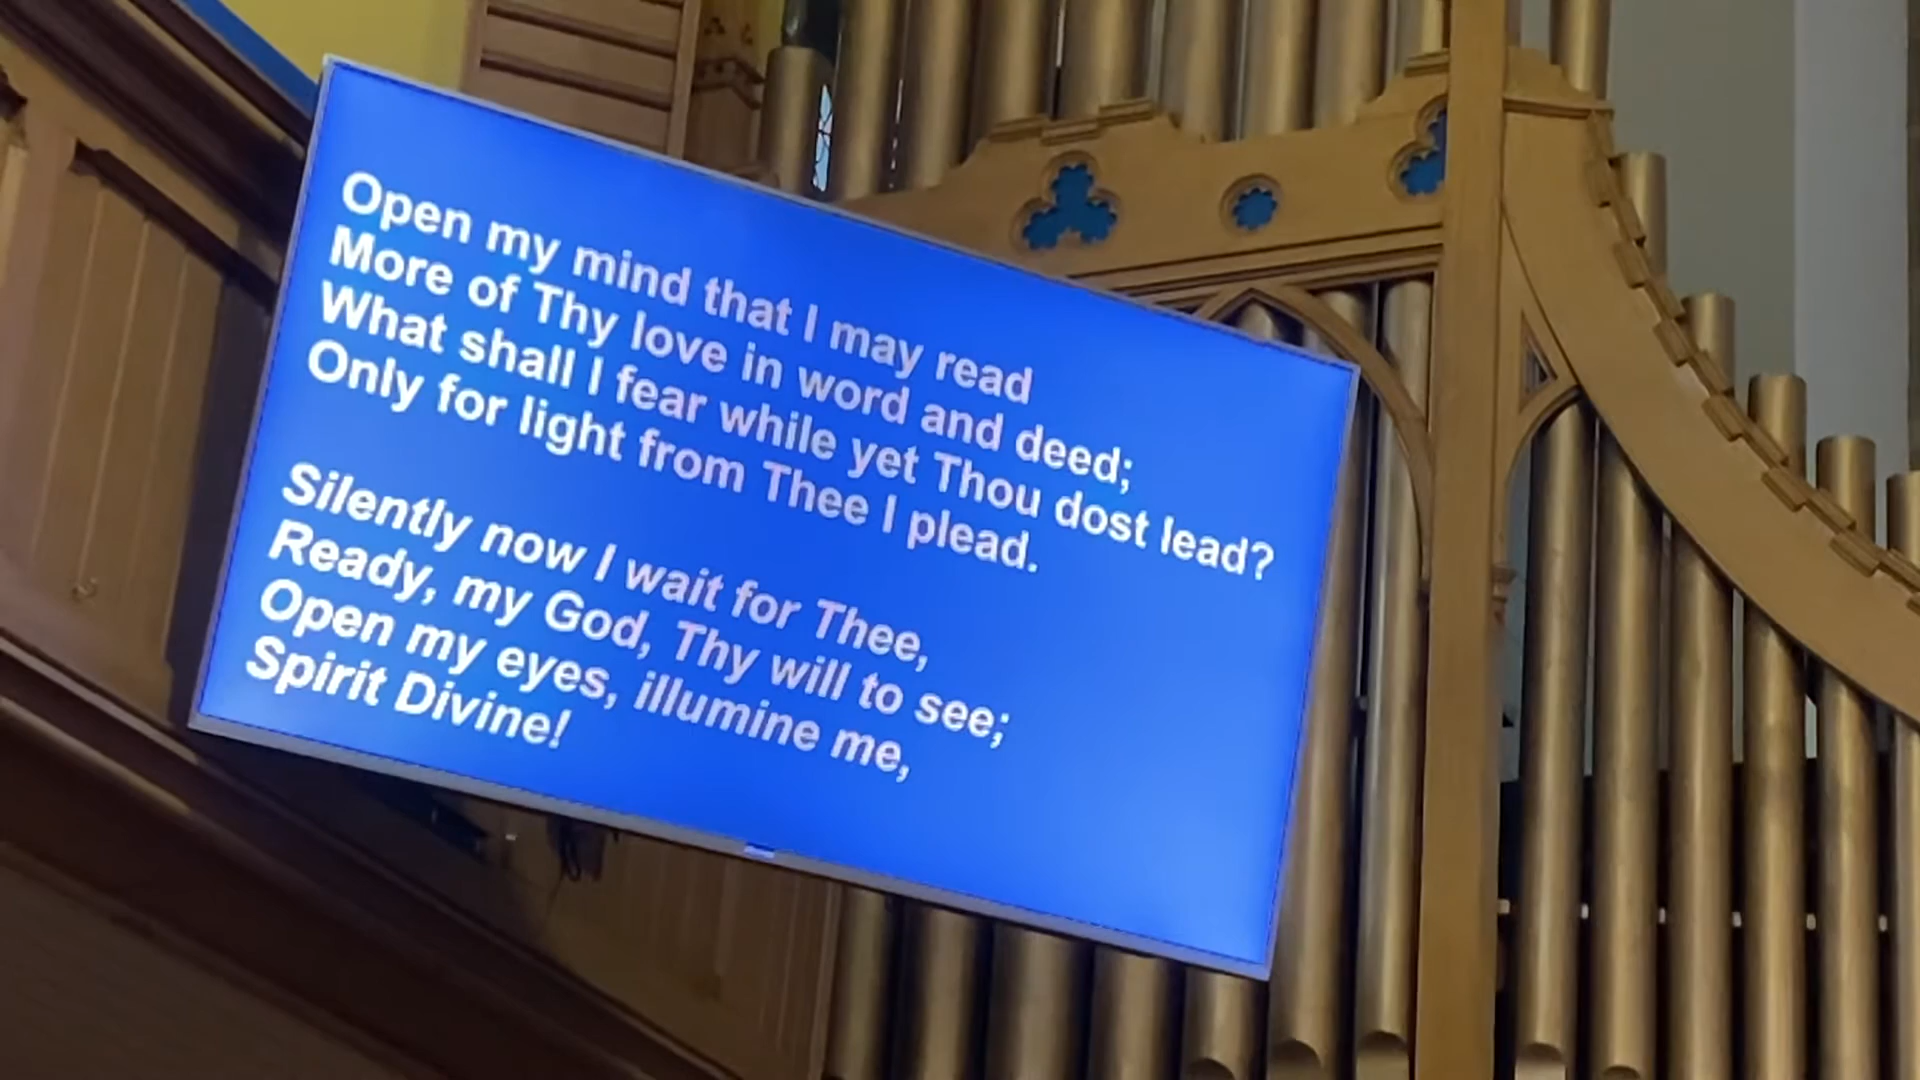 Open my mind that I may read
More of Thy love in word and deed;
What shall I fear while yet Thou dost lead?
Only for light from Thee I plead.
Silently now I wait for Thee,
Ready, my God, Thy will to see;
Open my eyes, illumine me,
Spirit Divine!